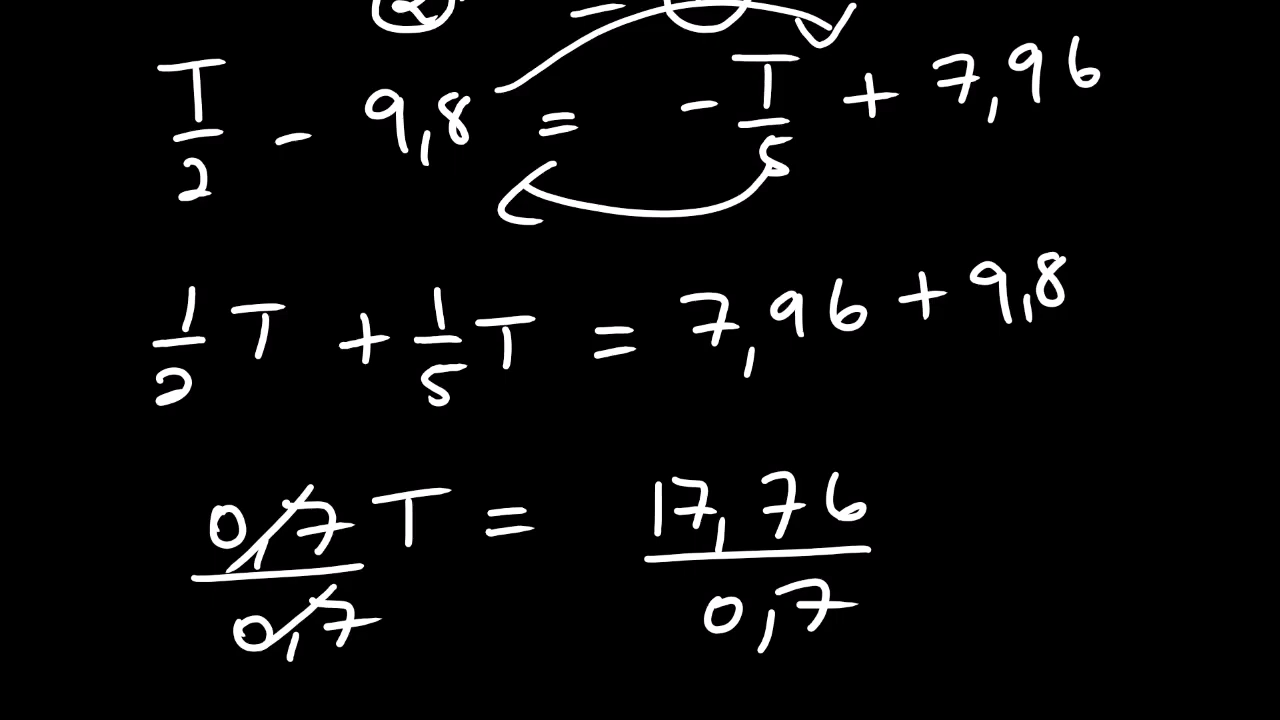 2 =
T/2 - 9,8 = - T/5 + 7,96
1/2 T + 1/5 T = 7,96 + 9,8
0,7/0,7 T = 17,76/0,7